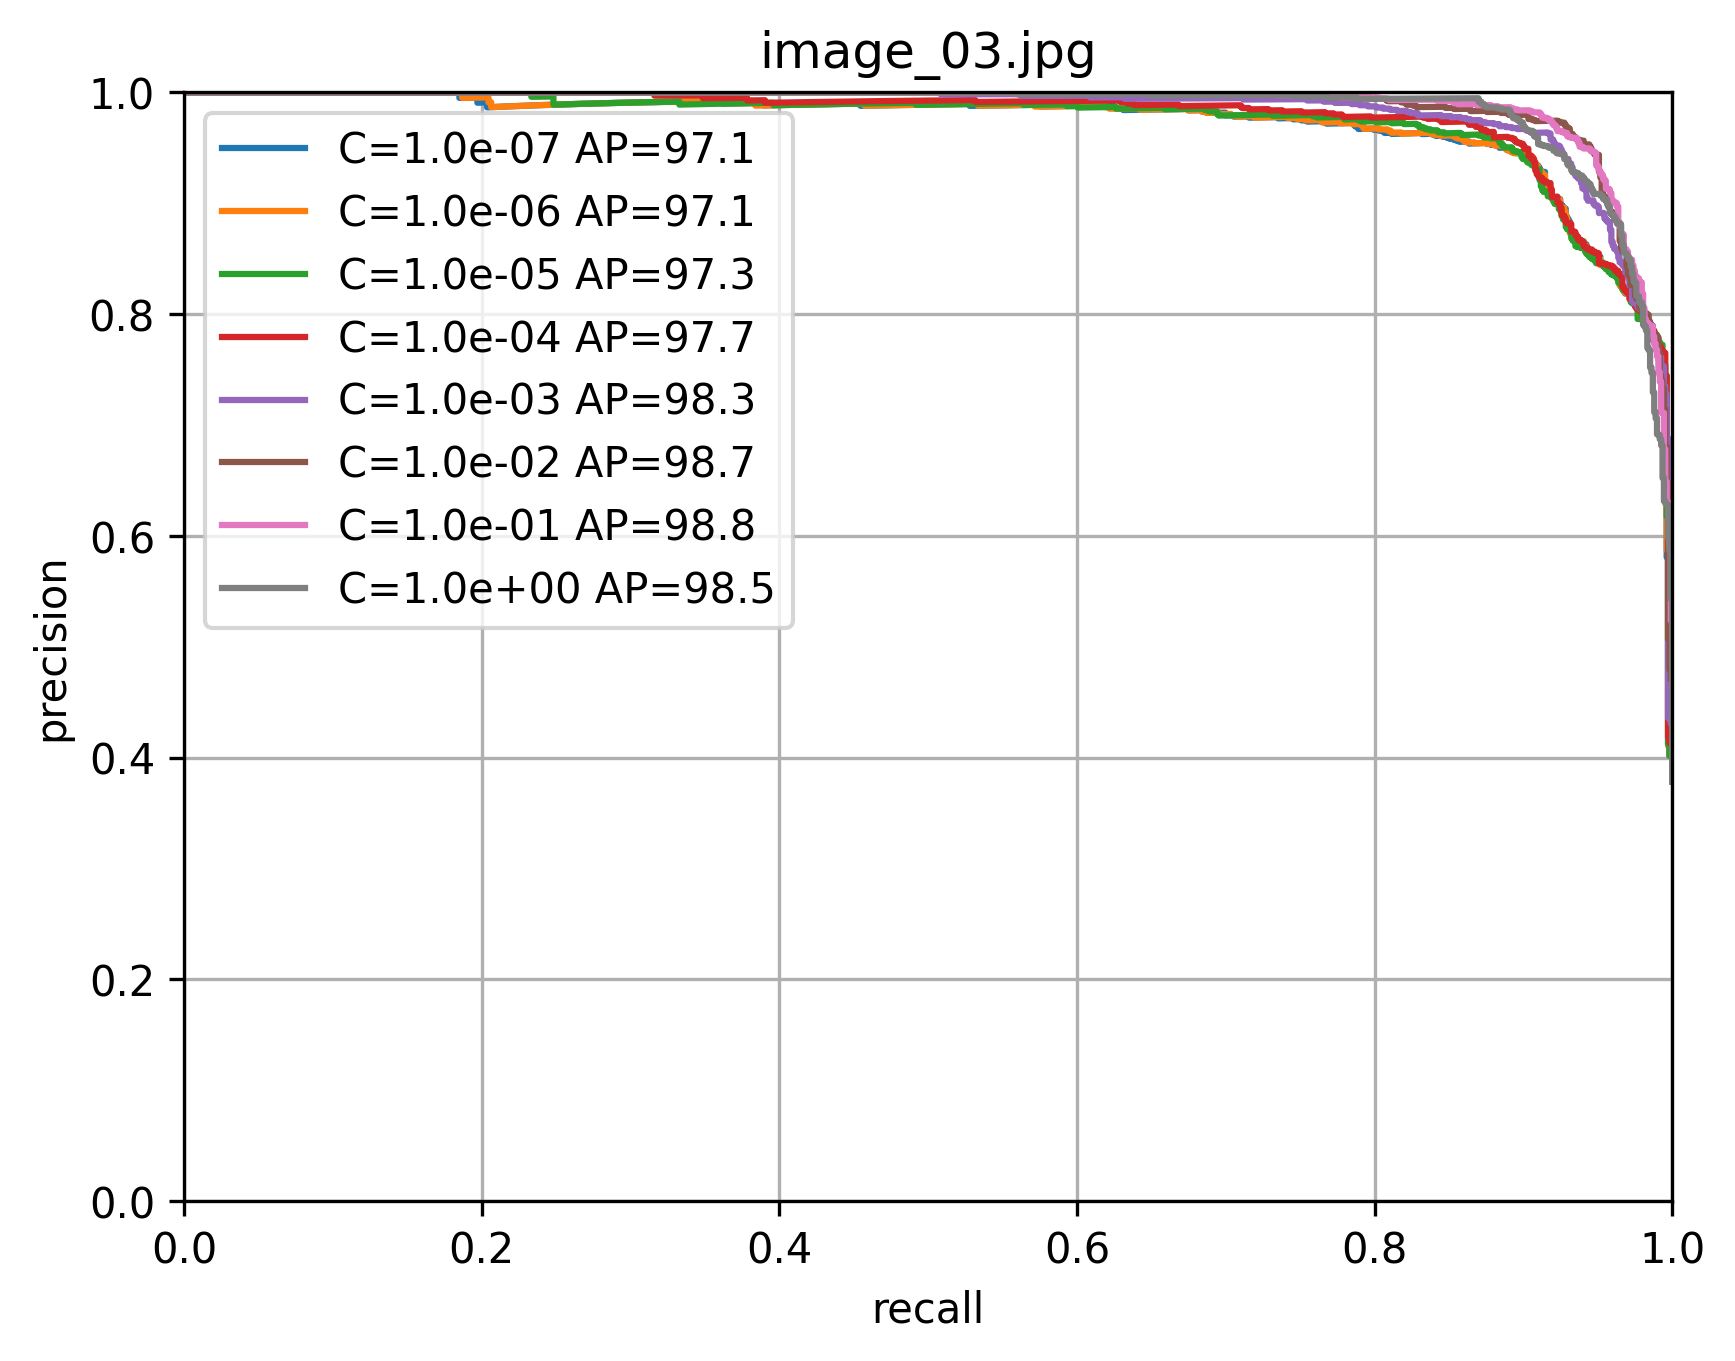 image_03.jpg
1.0
0.8
0.6
0.4
0.2
0.0
precision
C=1.0e-07 AP=97.1
C=1.0e-06 AP=97.1
C=1.0e-05 AP=97.3
C=1.0e-04 AP=97.7
C=1.0e-03 AP=98.3
C=1.0e-02 AP=98.7
C=1.0e-01 AP=98.8
C=1.0e+00 AP=98.5
0.0 0.2 0.4 0.6 0.8 1.0
recall